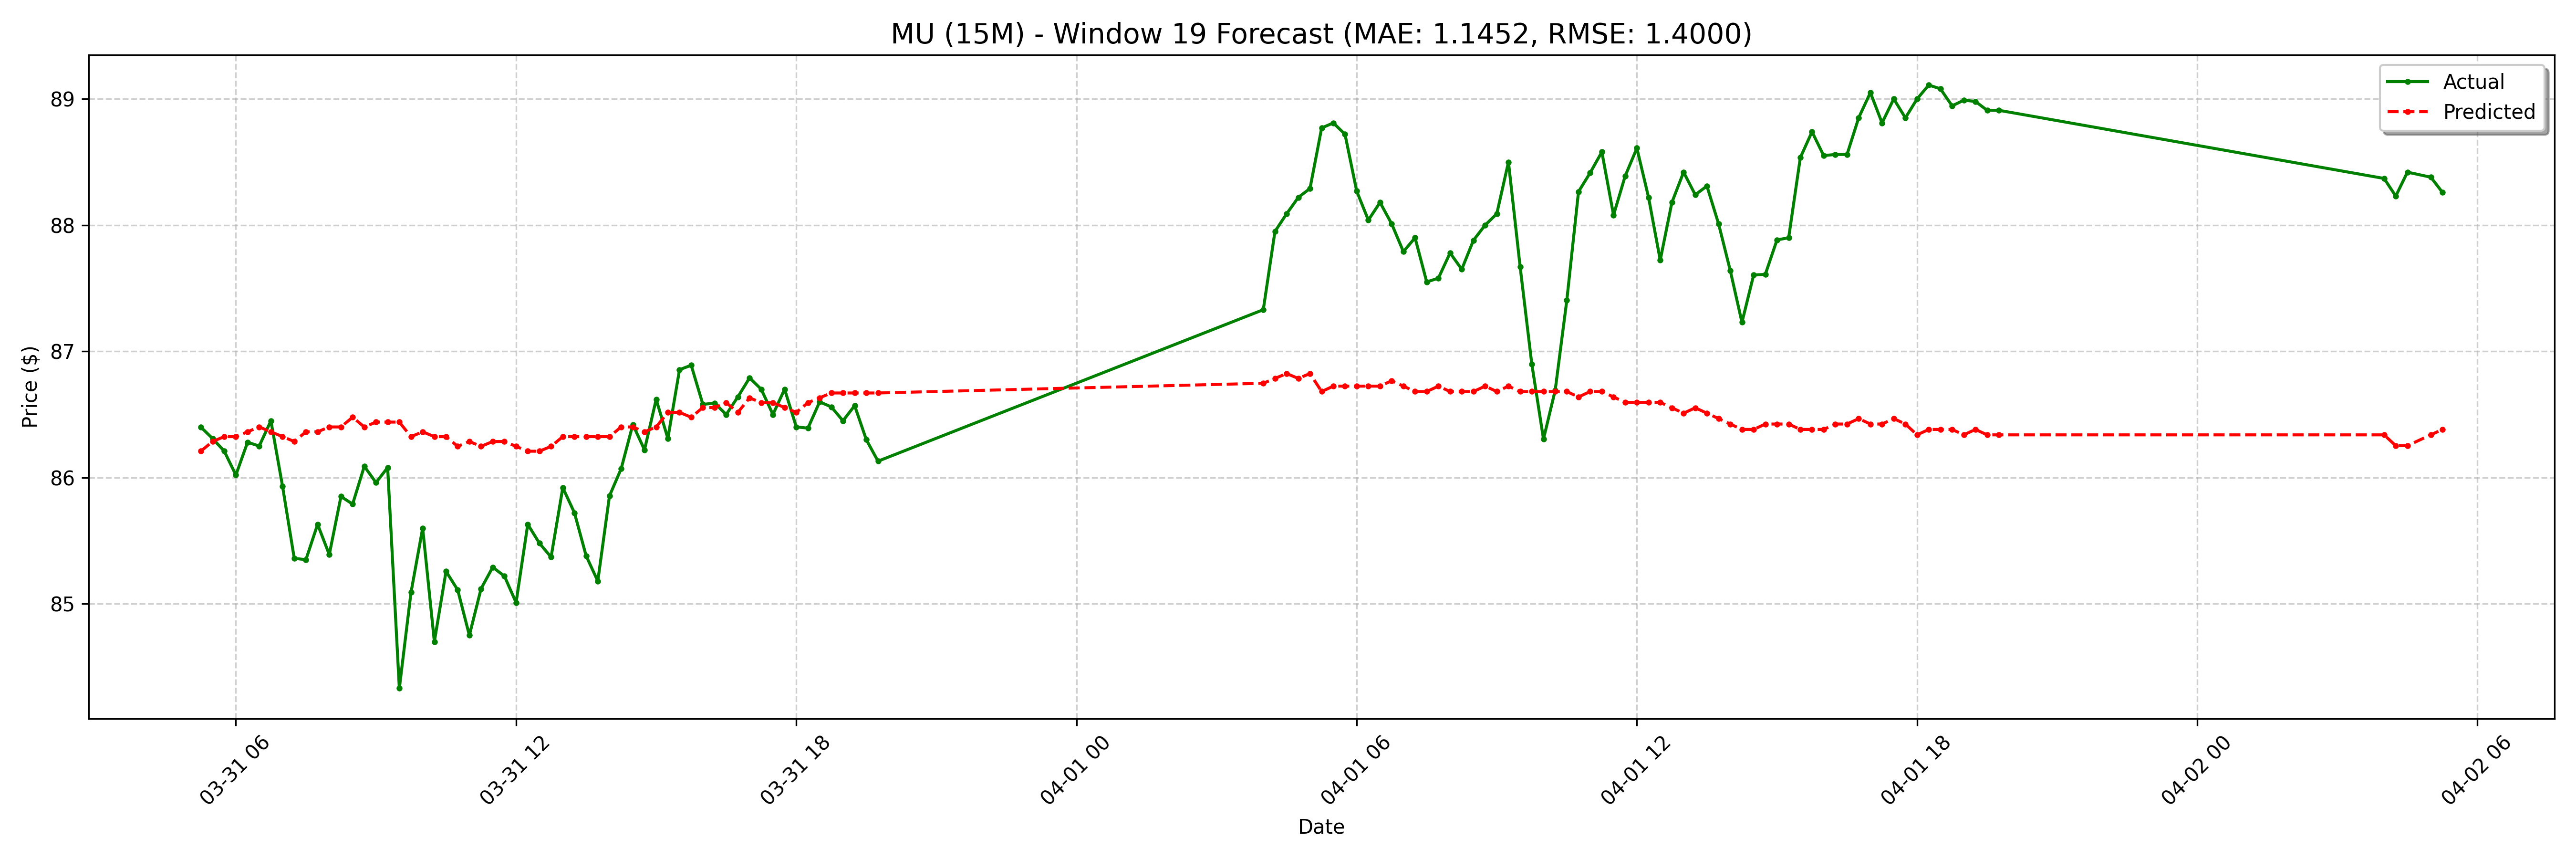 MU (15M) - Window 19 Forecast (MAE: 1.1452, RMSE: 1.4000)
Actual
Predicted
89
88
87
86
85
Price ($)
03-31 06
03-31 12
03-31 18
04-01 00
04-01 06
04-01 12
04-01 18
04-02 00
04-02 06
Date